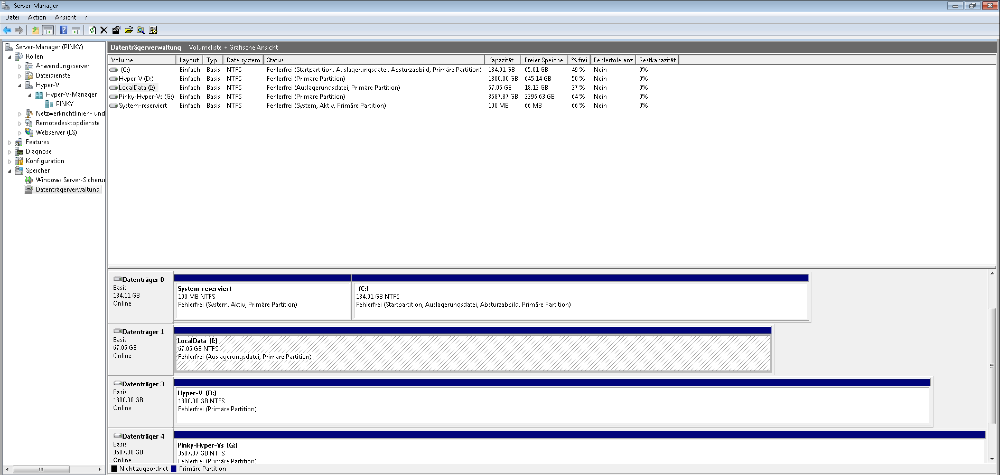 Server-Manager
Datei Aktion Ansicht ?
Server-Manager (PINKY)
Rollen
Anwendungsserver
Dateidienste
Hyper-V
Hyper-V-Manager
PINKY
Netzwerkrichtlinien- und
Remotedesktopdienste
Webserver (IIS)
Features
Diagnose
Konfiguration
Speicher
Windows Server-Sicheru
Datenträgerverwaltung
Datenträgerverwaltung Volumeliste + Grafische Ansicht
Volume Layout Typ Dateisystem Status Kapazität Freier Speicher % frei Fehlertoleranz Restkapazität
(C:) Einfach Basis NTFS Fehlerfrei (Startpartition, Auslagerungsdatei, Absturzabbild, Primäre Partition) 134.01 GB 65.01 GB 49 % Nein 0%
Hyper-V (D:) Einfach Basis NTFS Fehlerfrei (Primäre Partition) 1300.00 GB 645.14 GB 50 % Nein 0%
LocalData (I:) Einfach Basis NTFS Fehlerfrei (Auslagerungsdatei, Primäre Partition) 67.05 GB 18.13 GB 27 % Nein 0%
Pinky-Hyper-Vs (G:) Einfach Basis NTFS Fehlerfrei (Primäre Partition) 3587.87 GB 2296.63 GB 64 % Nein 0%
System-reserviert Einfach Basis NTFS Fehlerfrei (System, Aktiv, Primäre Partition) 100 MB 66 MB 66 % Nein 0%
Datenträger 0
Basis
134.11 GB
Online
System-reserviert
100 MB NTFS
Fehlerfrei (System, Aktiv, Primäre Partition)
(C:)
134.01 GB NTFS
Fehlerfrei (Startpartition, Auslagerungsdatei, Absturzabbild, Primäre Partition)
Datenträger 1
Basis
67.05 GB
Online
LocalData (I:)
67.05 GB NTFS
Fehlerfrei (Auslagerungsdatei, Primäre Partition)
Datenträger 3
Basis
1300.00 GB
Online
Hyper-V (D:)
1300.00 GB NTFS
Fehlerfrei (Primäre Partition)
Datenträger 4
Basis
3587.88 GB
Online
Pinky-Hyper-Vs (G:)
3587.87 GB NTFS
Fehlerfrei (Primäre Partition)
Nicht zugeordnet Primäre Partition